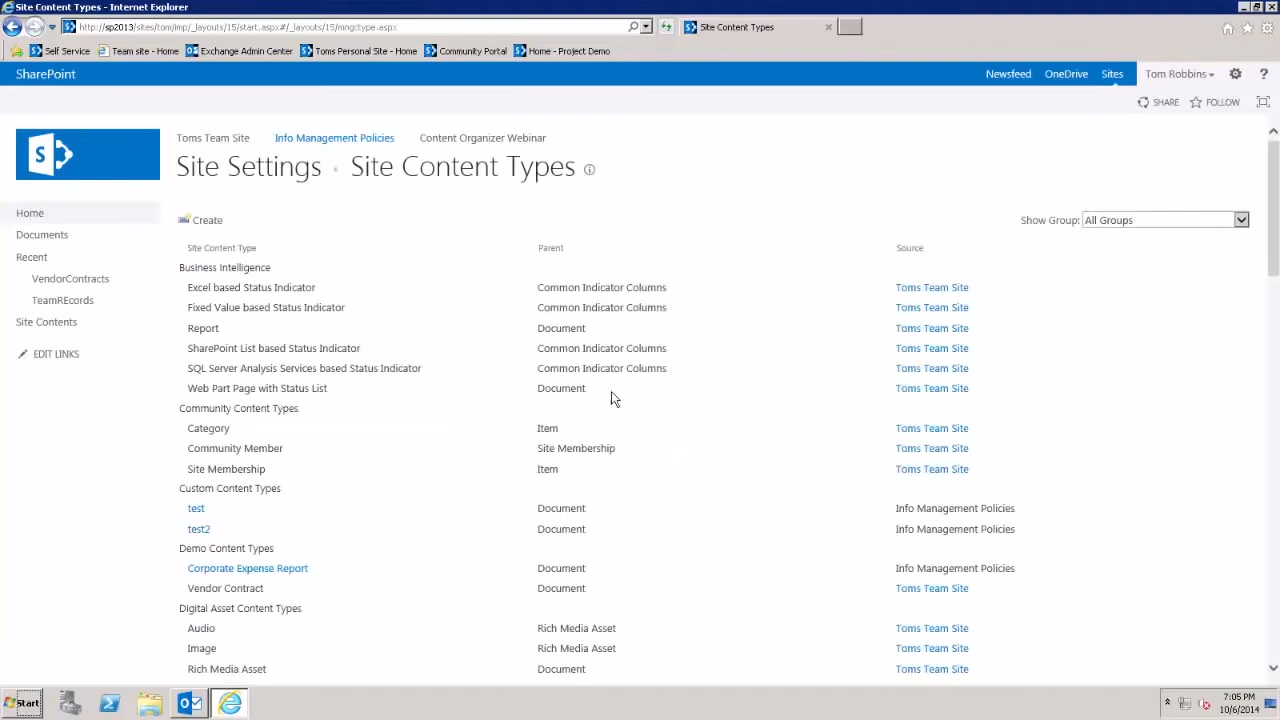 Site Content Types - Internet Explorer
http://sp2013/sites/tom/imp/_layouts/15/start.aspx#/_layouts/15/mngctype.aspx
Site Content Types
Self Service
Team site - Home
Exchange Admin Center
Toms Personal Site - Home
Community Portal
Home - Project Demo
SharePoint
Newsfeed OneDrive Sites Tom Robbins ?
SHARE FOLLOW
S
Toms Team Site Info Management Policies Content Organizer Webinar
Site Settings Site Content Types
Home
Documents
Recent
VendorContracts
TeamREcords
Site Contents
EDIT LINKS
Create
Show Group: All Groups
Site Content Type Parent Source
Business Intelligence
Excel based Status Indicator Common Indicator Columns Toms Team Site
Fixed Value based Status Indicator Common Indicator Columns Toms Team Site
Report Document Toms Team Site
SharePoint List based Status Indicator Common Indicator Columns Toms Team Site
SQL Server Analysis Services based Status Indicator Common Indicator Columns Toms Team Site
Web Part Page with Status List Document Toms Team Site
Community Content Types
Category Item Toms Team Site
Community Member Site Membership Toms Team Site
Site Membership Item Toms Team Site
Custom Content Types
test Document Info Management Policies
test2 Document Info Management Policies
Demo Content Types
Corporate Expense Report Document Info Management Policies
Vendor Contract Document Toms Team Site
Digital Asset Content Types
Audio Rich Media Asset Toms Team Site
Image Rich Media Asset Toms Team Site
Rich Media Asset Document Toms Team Site
Start
7:05 PM
10/6/2014